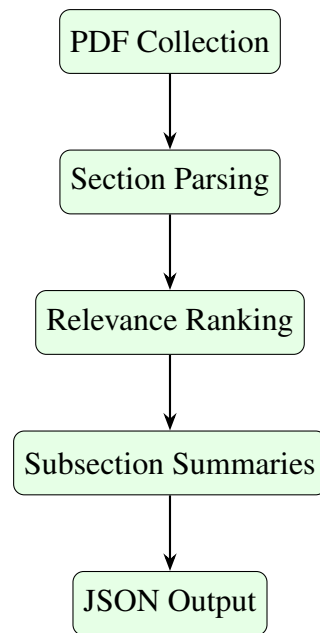 PDF Collection
Section Parsing
Relevance Ranking
Subsection Summaries
JSON Output